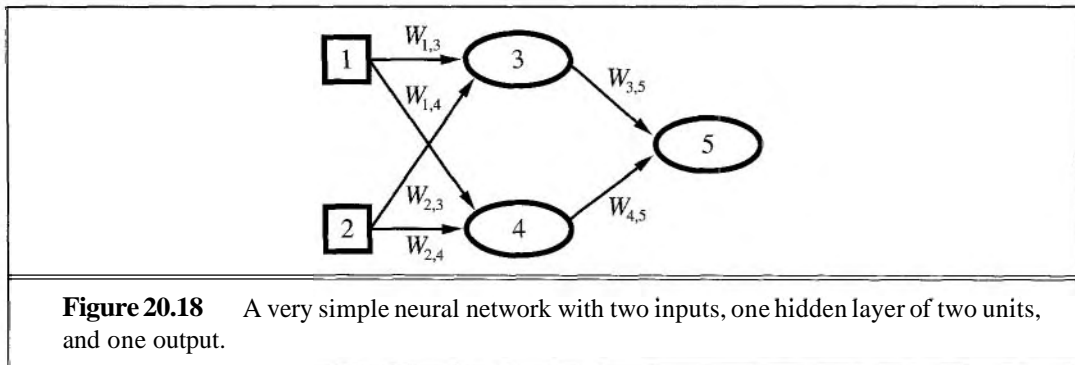 W1,3
1
3
W1,4
W3,5
5
W2,3
2
4
W4,5
W2,4
Figure 20.18 A very simple neural network with two inputs, one hidden layer of two units,
and one output.